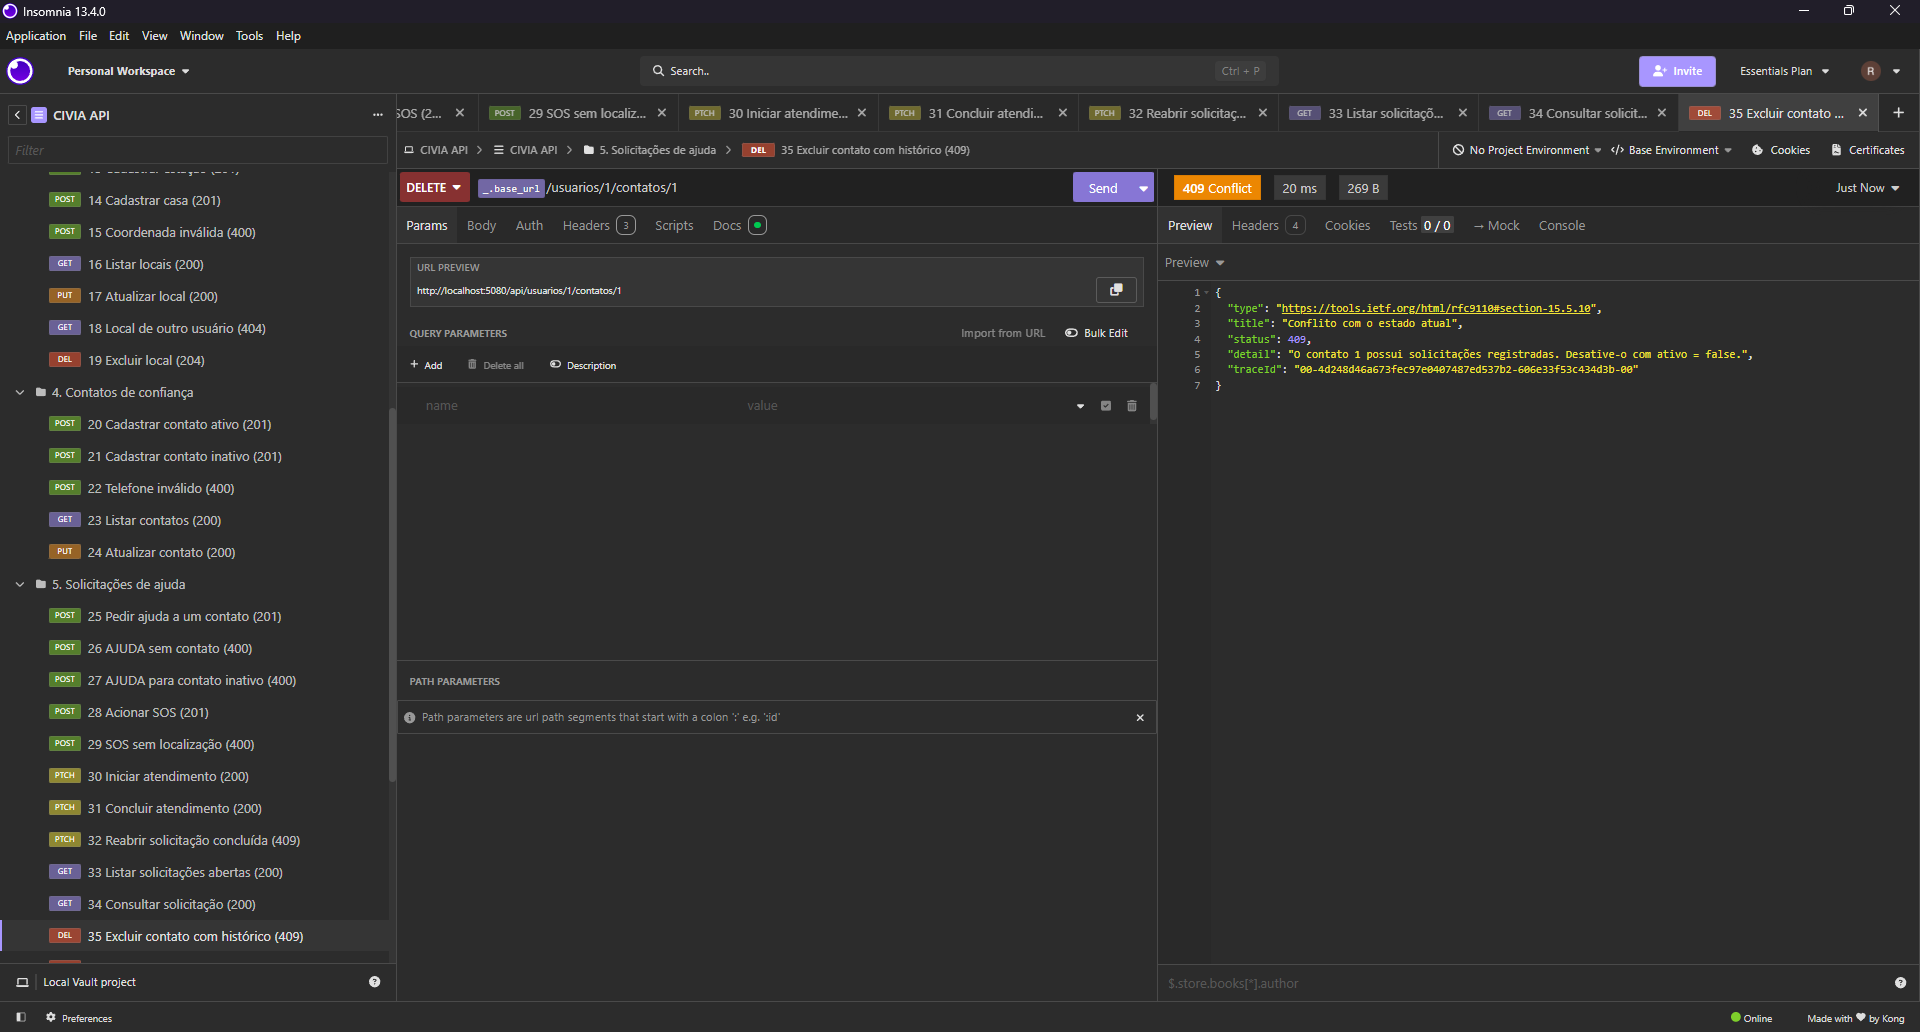 Insomnia 13.4.0
Application File Edit View Window Tools Help
Personal Workspace
Search..
Ctrl + P
Invite
Essentials Plan
R
CIVIA API
Filter
14 Cadastrar casa (201)
POST 15 Coordenada inválida (400)
GET 16 Listar locais (200)
PUT 17 Atualizar local (200)
GET 18 Local de outro usuário (404)
DEL 19 Excluir local (204)
4. Contatos de confiança
POST 20 Cadastrar contato ativo (201)
POST 21 Cadastrar contato inativo (201)
POST 22 Telefone inválido (400)
GET 23 Listar contatos (200)
PUT 24 Atualizar contato (200)
5. Solicitações de ajuda
POST 25 Pedir ajuda a um contato (201)
POST 26 AJUDA sem contato (400)
POST 27 AJUDA para contato inativo (400)
POST 28 Acionar SOS (201)
POST 29 SOS sem localização (400)
PTCH 30 Iniciar atendimento (200)
PTCH 31 Concluir atendimento (200)
PTCH 32 Reabrir solicitação concluída (409)
GET 33 Listar solicitações abertas (200)
GET 34 Consultar solicitação (200)
DEL 35 Excluir contato com histórico (409)
Local Vault project
Preferences
SOS (2...
POST 29 SOS sem localiz...
PTCH 30 Iniciar atendime...
PTCH 31 Concluir atendi...
PTCH 32 Reabrir solicitaç...
GET 33 Listar solicitaçõ...
GET 34 Consultar solicit...
DEL 35 Excluir contato ...
CIVIA API > CIVIA API > 5. Solicitações de ajuda > DEL 35 Excluir contato com histórico (409)
No Project Environment
</> Base Environment
Cookies
Certificates
DELETE
_.base_url /usuarios/1/contatos/1
Send
Params Body Auth Headers 3 Scripts Docs
URL PREVIEW
http://localhost:5080/api/usuarios/1/contatos/1
QUERY PARAMETERS
Import from URL
Bulk Edit
+ Add
Delete all
Description
name
value
PATH PARAMETERS
Path parameters are url path segments that start with a colon ':' e.g. ':id'
409 Conflict
20 ms
269 B
Just Now
Preview Headers 4 Cookies Tests 0 / 0 → Mock Console
Preview
1 {
2 "type": "https://tools.ietf.org/html/rfc9110#section-15.5.10",
3 "title": "Conflito com o estado atual",
4 "status": 409,
5 "detail": "O contato 1 possui solicitações registradas. Desative-o com ativo = false.",
6 "traceId": "00-4d248d46a673fec97e0407487ed537b2-606e33f53c434d3b-00"
7 }
$.store.books[*].author
Online
Made with ♥ by Kong